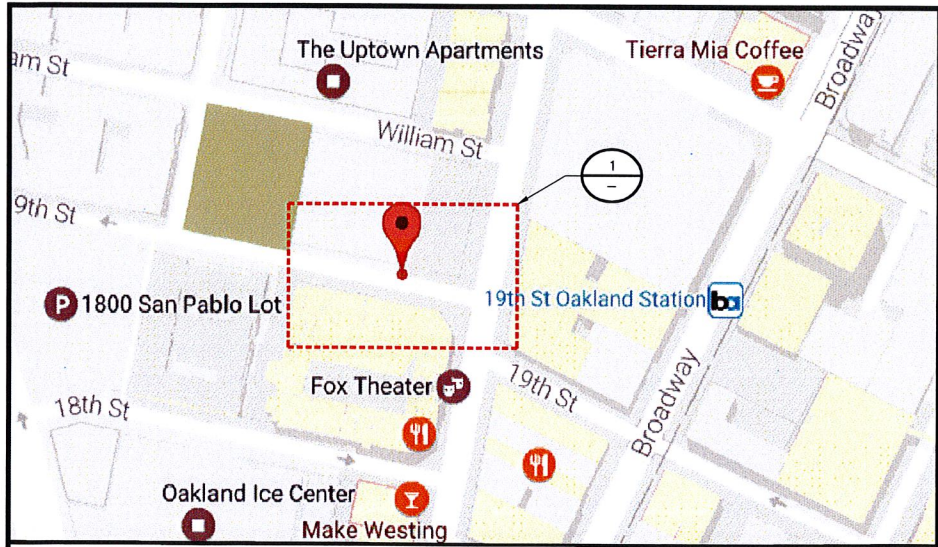 The Uptown Apartments
Tierra Mia Coffee
Broadway
am St
William St
1
9th St
P 1800 San Pablo Lot
19th St Oakland Station ba
Fox Theater
19th St
Broadway
18th St
Oakland Ice Center
Make Westing